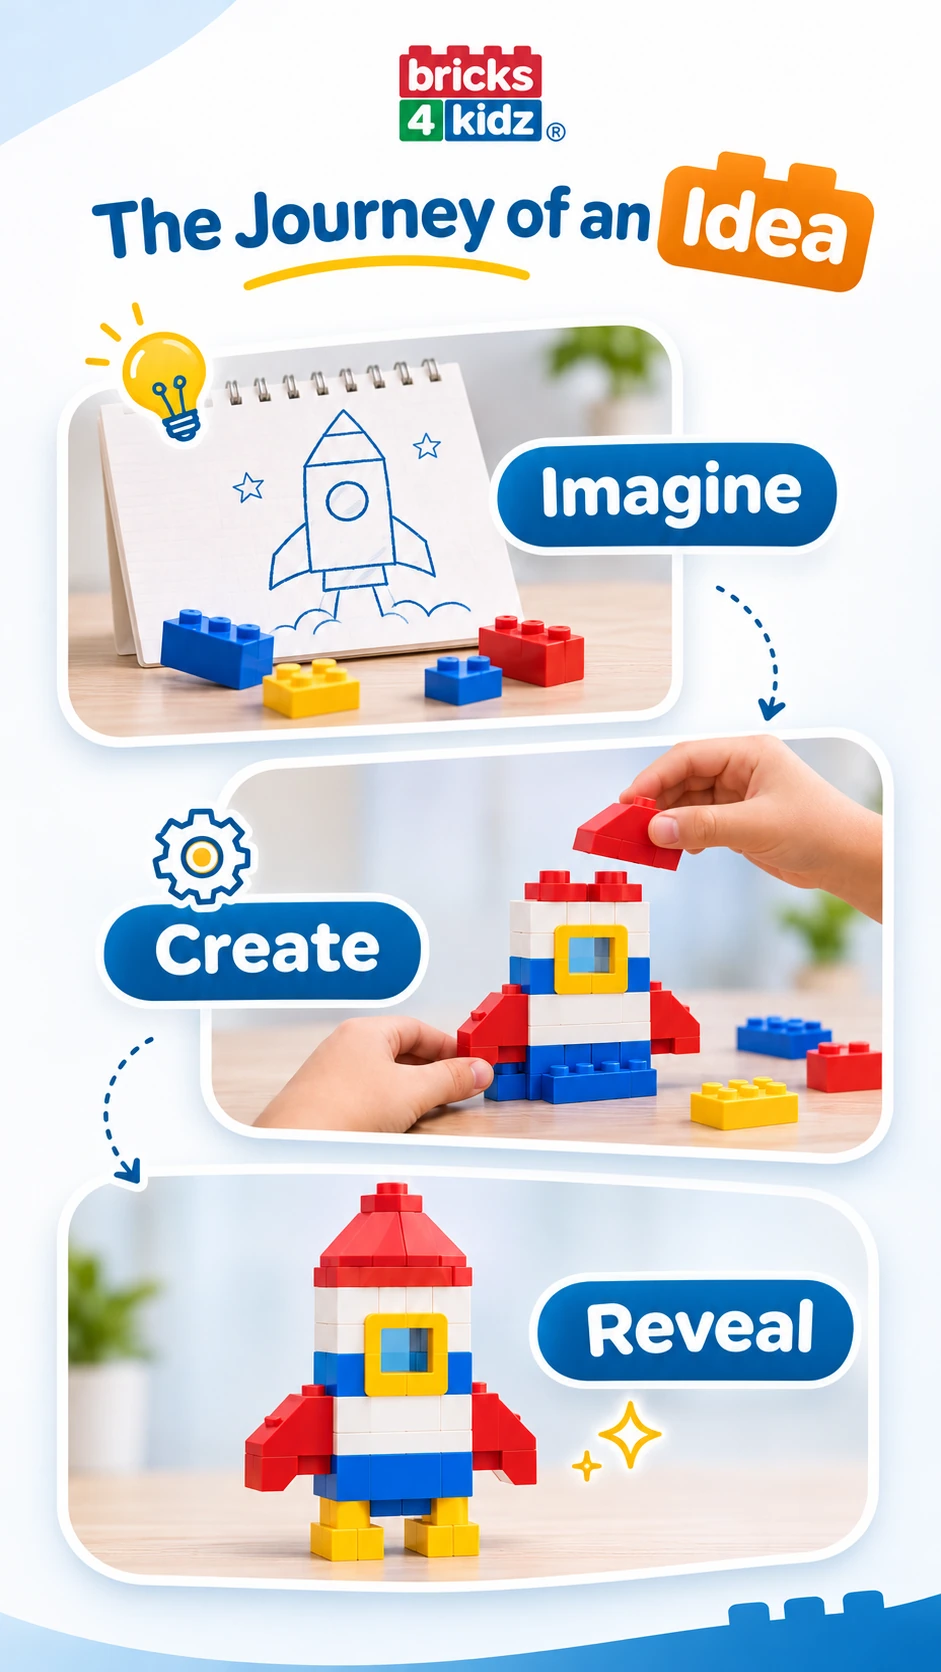 bricks
4 kidz ®
The Journey of an Idea
Imagine
Create
Reveal